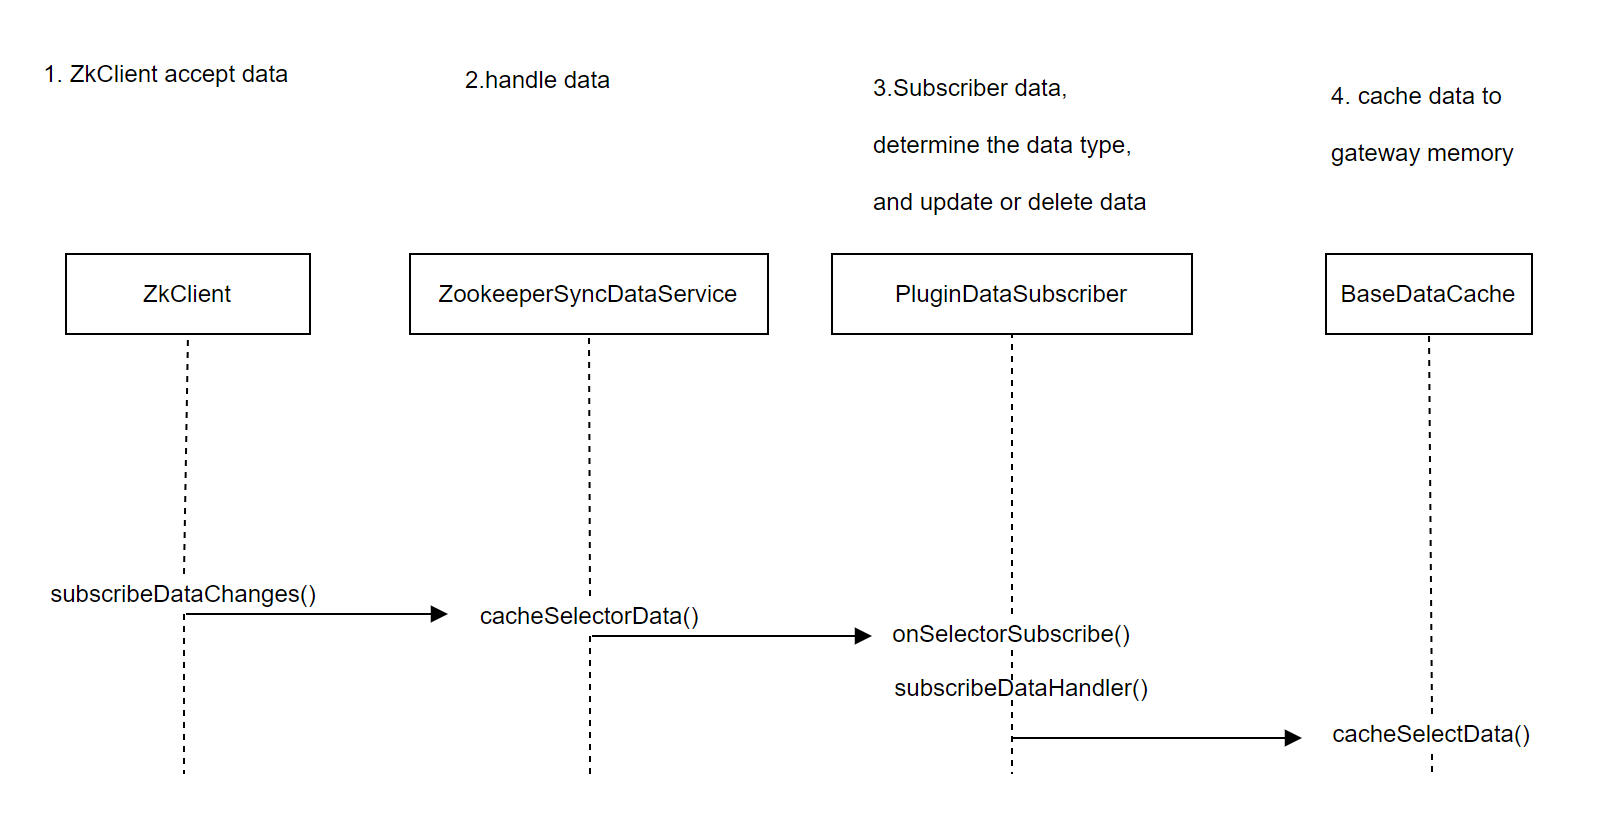 1. ZkClient accept data
2.handle data
3.Subscriber data,
determine the data type,
and update or delete data
4. cache data to
gateway memory
ZkClient
ZookeeperSyncDataService
PluginDataSubscriber
BaseDataCache
subscribeDataChanges()
cacheSelectorData()
onSelectorSubscribe()
subscribeDataHandler()
cacheSelectData()